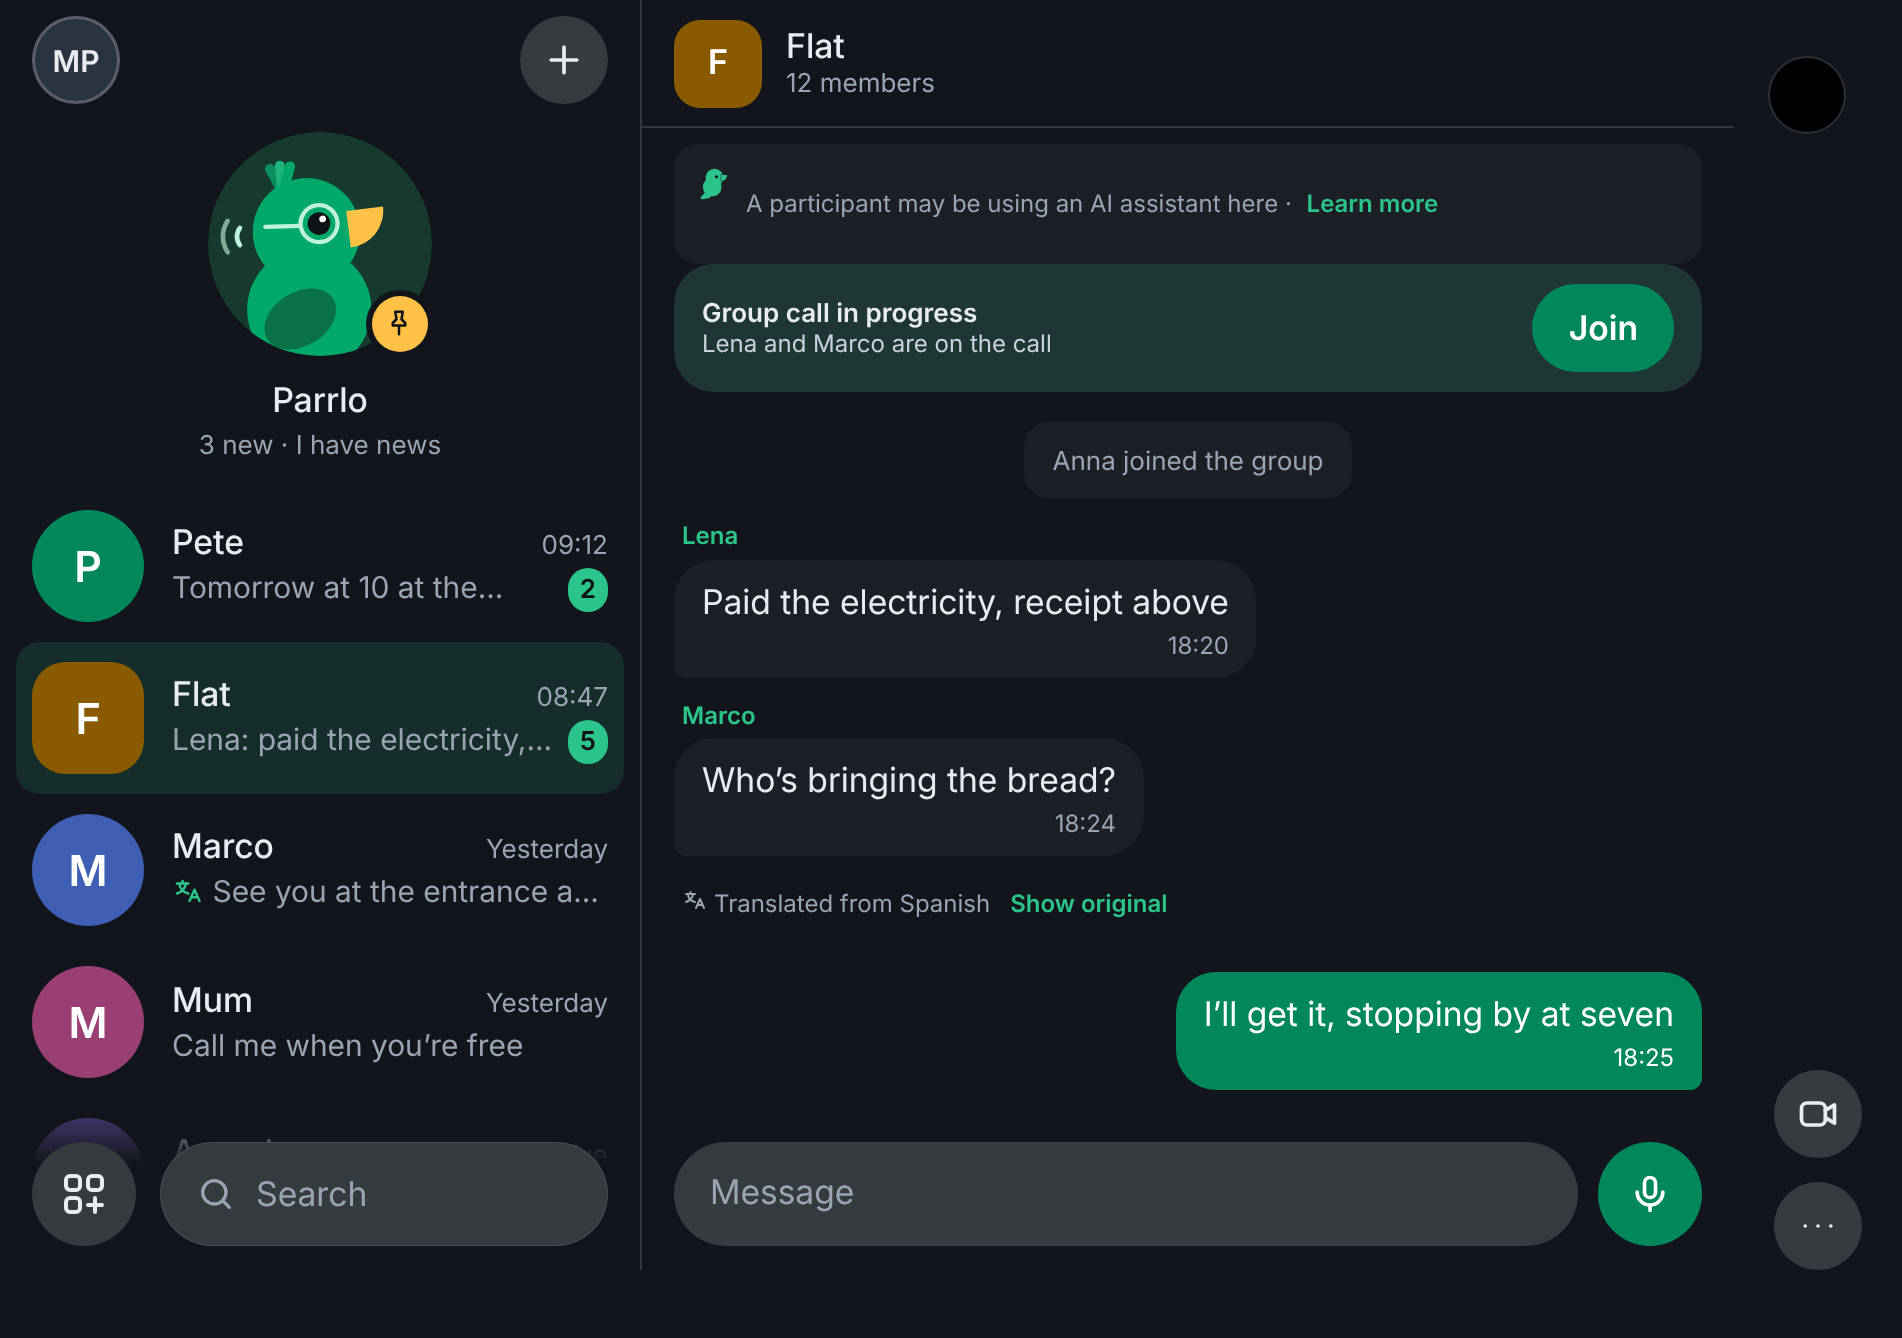 MP
Parrlo
3 new · I have news
P
Pete
09:12
Tomorrow at 10 at the...
2
F
Flat
08:47
Lena: paid the electricity,...
5
M
Marco
Yesterday
See you at the entrance a...
M
Mum
Yesterday
Call me when you’re free
Search
F
Flat
12 members
A participant may be using an AI assistant here · Learn more
Group call in progress
Lena and Marco are on the call
Join
Anna joined the group
Lena
Paid the electricity, receipt above
18:20
Marco
Who’s bringing the bread?
18:24
Translated from Spanish Show original
I’ll get it, stopping by at seven
18:25
Message